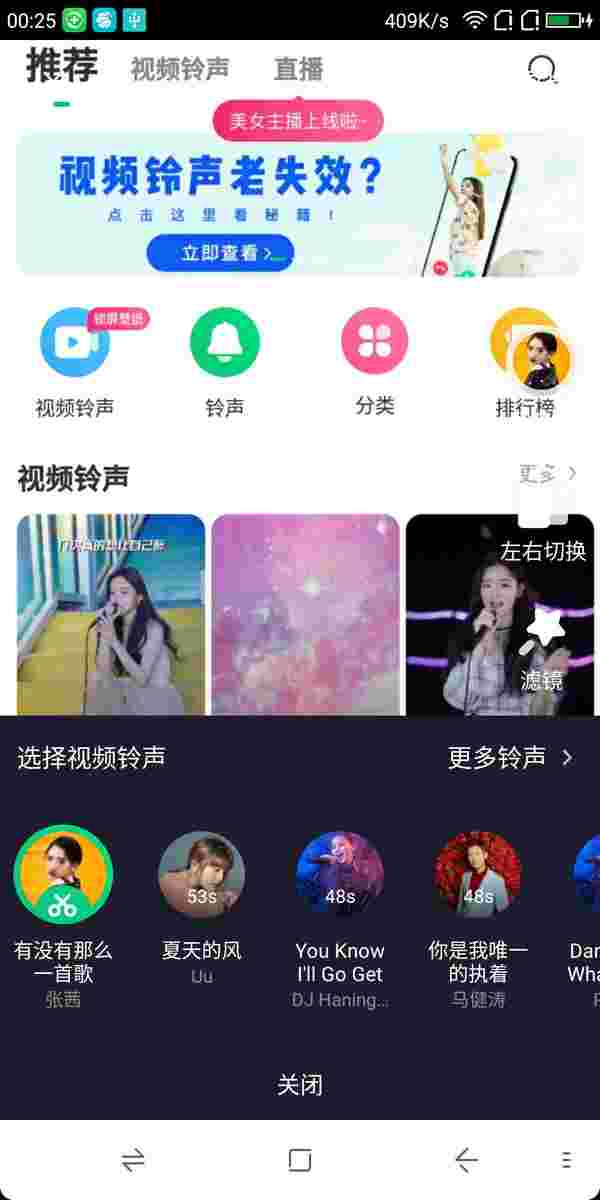 00:25
409K/s
推荐 视频铃声 直播
美女主播上线啦~
视频铃声老失效?
点击这里看秘籍!
立即查看 >
锁屏壁纸
视频铃声 铃声 分类 排行榜
视频铃声 更多 >
左右切换
滤镜
选择视频铃声 更多铃声 >
53s 48s 48s
有没有那么
一首歌
张茜
夏天的风
Uu
You Know
I'll Go Get
DJ Haning...
你是我唯一
的执着
马健涛
Dar
Wha
关闭